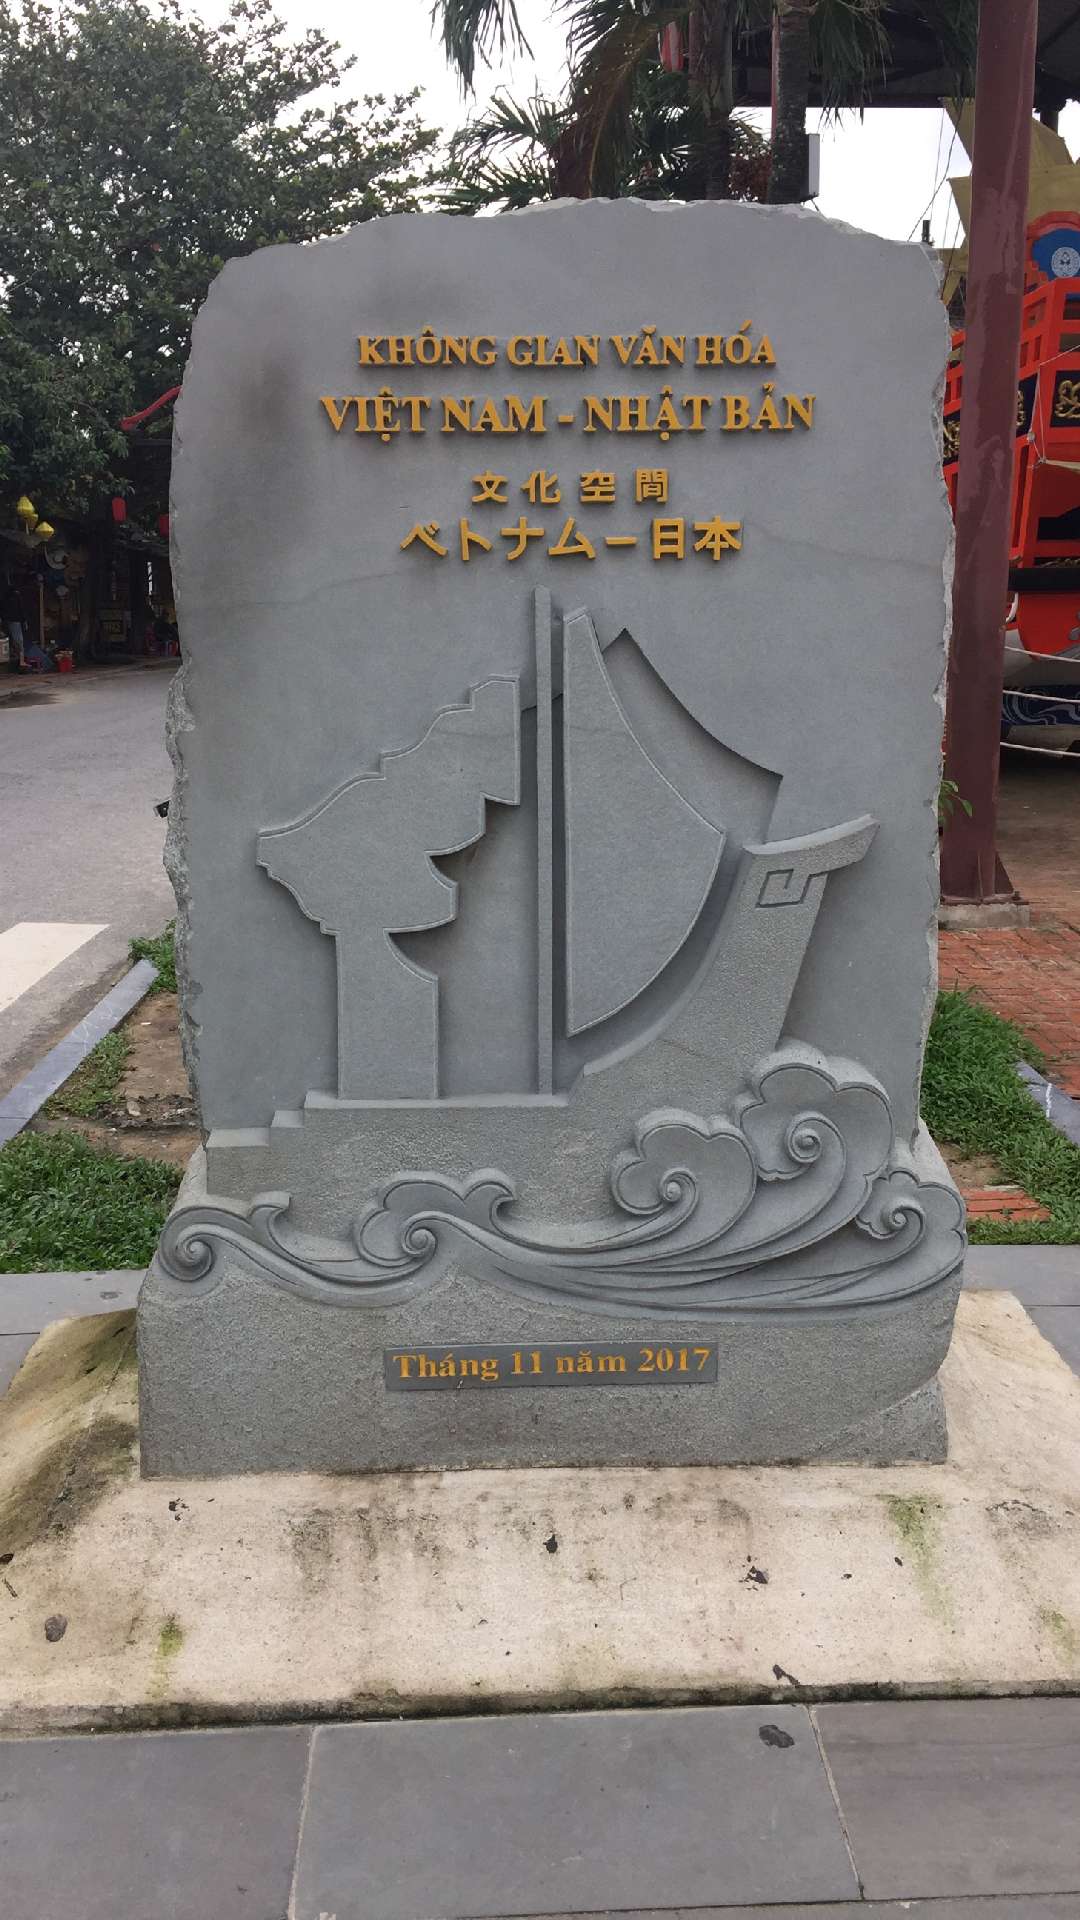 KHÔNG GIAN VĂN HÓA
VIỆT NAM - NHẬT BẢN
文化空間
ベトナムー日本
Tháng 11 năm 2017